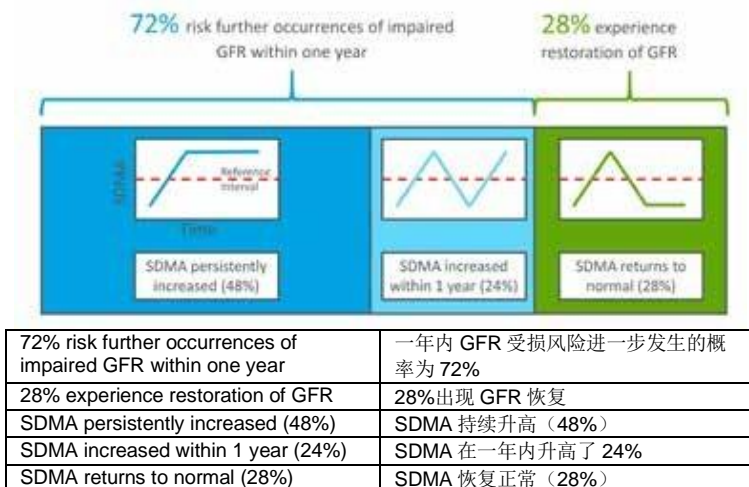 72% risk further occurrences of impaired
GFR within one year
28% experience
restoration of GFR
SDMA
Reference
Interval
Time
SDMA persistently
increased (48%)
SDMA increased
within 1 year (24%)
SDMA returns to
normal (28%)
72% risk further occurrences of
impaired GFR within one year
一年内 GFR 受损风险进一步发生的概
率为 72%
28% experience restoration of GFR
28%出现 GFR 恢复
SDMA persistently increased (48%)
SDMA 持续升高（48%）
SDMA increased within 1 year (24%)
SDMA 在一年内升高了 24%
SDMA returns to normal (28%)
SDMA 恢复正常（28%）